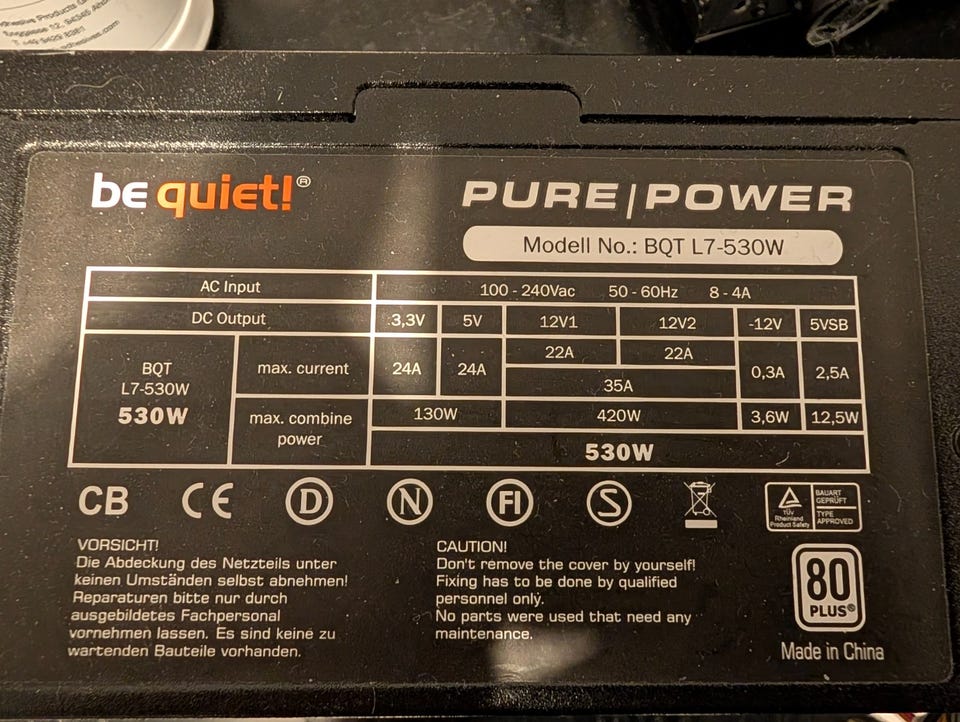 be quiet!®
PURE|POWER
Modell No.: BQT L7-530W
AC Input 100 - 240Vac 50 - 60Hz 8 - 4A
DC Output 3,3V 5V 12V1 12V2 -12V 5VSB
BQT
L7-530W
530W
max. current 24A 24A 22A 22A 0,3A 2,5A
35A
max. combine
power
130W 420W 3,6W 12,5W
530W
CB CE D N FI S
TÜV
Rheinland
Product Safety
BAUART
GEPRÜFT
TYPE
APPROVED
VORSICHT!
Die Abdeckung des Netzteils unter
keinen Umständen selbst abnehmen!
Reparaturen bitte nur durch
ausgebildetes Fachpersonal
vornehmen lassen. Es sind keine zu
wartenden Bauteile vorhanden.
CAUTION!
Don't remove the cover by yourself!
Fixing has to be done by qualified
personnel only.
No parts were used that need any
maintenance.
80
PLUS®
Made in China